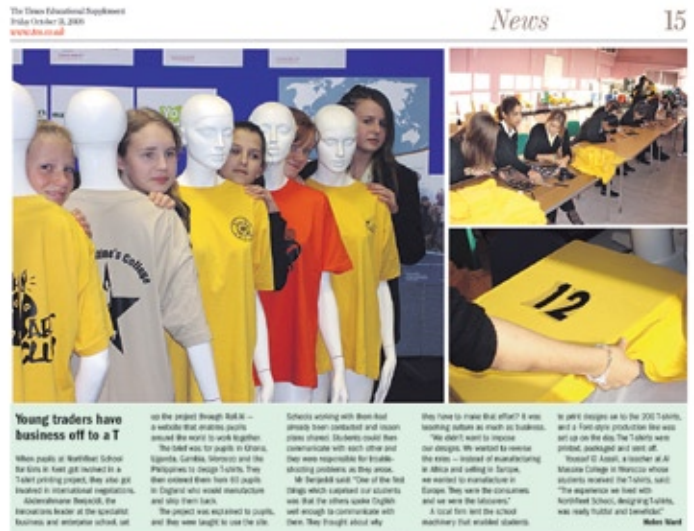 The Times Educational Supplement
Friday October 31, 2008
www.tes.co.uk
News
15
12
Young traders have
business off to a T
When pupils at Northfleet School
for Girls in Kent got involved in a
T-shirt printing project, they also got
involved in international negotiations.
innovations leader at the specialist
business and enterprise school, set
up the project through
a website that enables pupils
around the world to work together.
The brief was for pupils in Ghana,
Uganda, Gambia, Morocco and the
Philippines to design T-shirts. They
then ordered them from 60 pupils
in England who would manufacture
and ship them back.
The project was explained to pupils,
and they were taught to use the site.
Schools working with them had
already been contacted and lesson
plans shared. Students could then
communicate with each other and
they were responsible for trouble-
shooting problems as they arose.
Mr Benjeddi said: "One of the first
things which surprised our students
was that the others spoke English
well enough to communicate with
them. They thought about why
they have to make that effort? It was
teaching culture as much as business.
"We didn't want to impose
our designs. We wanted to reverse
the roles — instead of manufacturing
in Africa and selling in Europe,
we wanted to manufacture in
Europe. They were the consumers
and we were the labourers."
A local firm lent the school
machinery that enabled students
to print designs on to the 200 T-shirts,
and a Ford-style production line was
set up on the day. The T-shirts were
printed, packaged and sent off.
Youssef a teacher at Al
Massira College in Morocco whose
students received the T-shirts, said:
"The experience we lived with
Northfleet School, designing T-shirts,
was really fruitful and beneficial."
Helen Ward